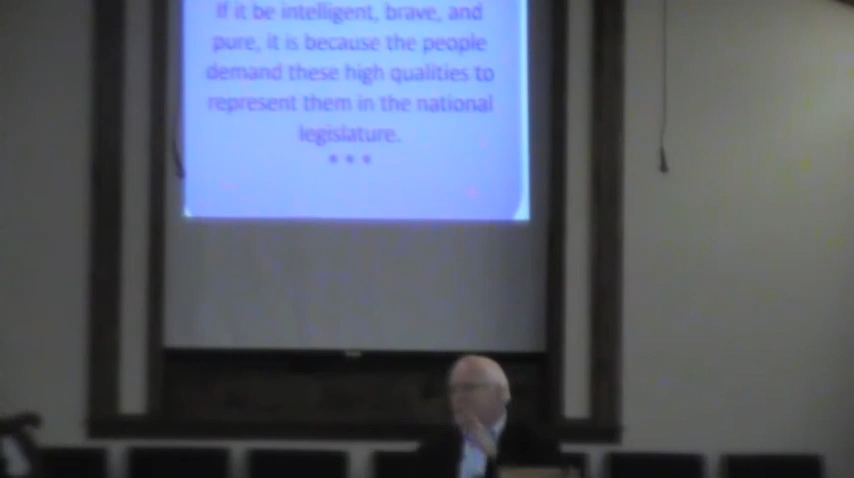 If it be intelligent, brave, and
pure, it is because the people
demand these high qualities to
represent them in the national
legislature.